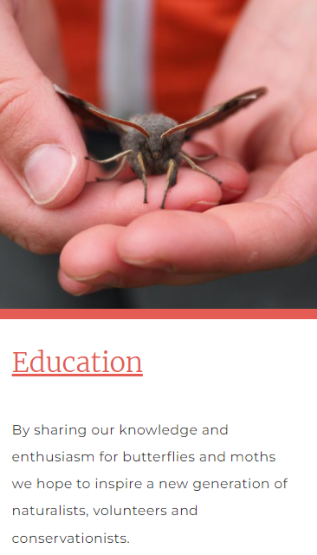 Education
By sharing our knowledge and
enthusiasm for butterflies and moths
we hope to inspire a new generation of
naturalists, volunteers and
conservationists.